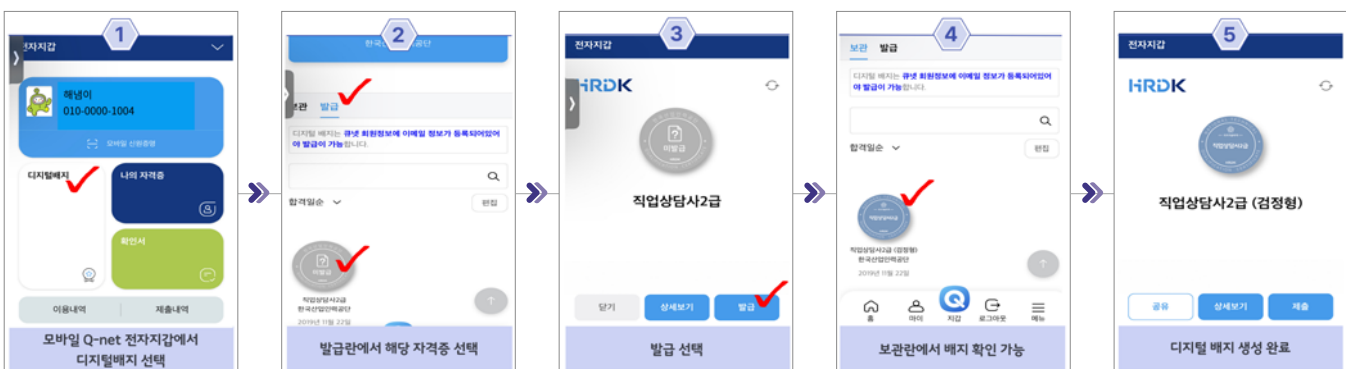 1
전자지갑
해냄이
010-0000-1004
모바일 신원증명
디지털배지
나의 자격증
확인서
이용내역
제출내역
모바일 Q-net 전자지갑에서
디지털배지 선택
2
보관 발급
디지털 배지는 큐넷 회원정보에 이메일 정보가 등록되어있어
야 발급이 가능합니다.
합격일순
편집
미발급
직업상담사2급
한국산업인력공단
2019년 11월 22일
발급란에서 해당 자격증 선택
3
전자지갑
HRDK
미발급
직업상담사2급
닫기
상세보기
발급
발급 선택
4
보관 발급
디지털 배지는 큐넷 회원정보에 이메일 정보가 등록되어있어
야 발급이 가능합니다.
합격일순
편집
직업상담사2급
직업상담사2급 (검정형)
한국산업인력공단
2019년 11월 22일
홈
마이
지갑
로그아웃
메뉴
보관란에서 배지 확인 가능
5
전자지갑
HRDK
직업상담사2급
직업상담사2급 (검정형)
공유
상세보기
제출
디지털 배지 생성 완료